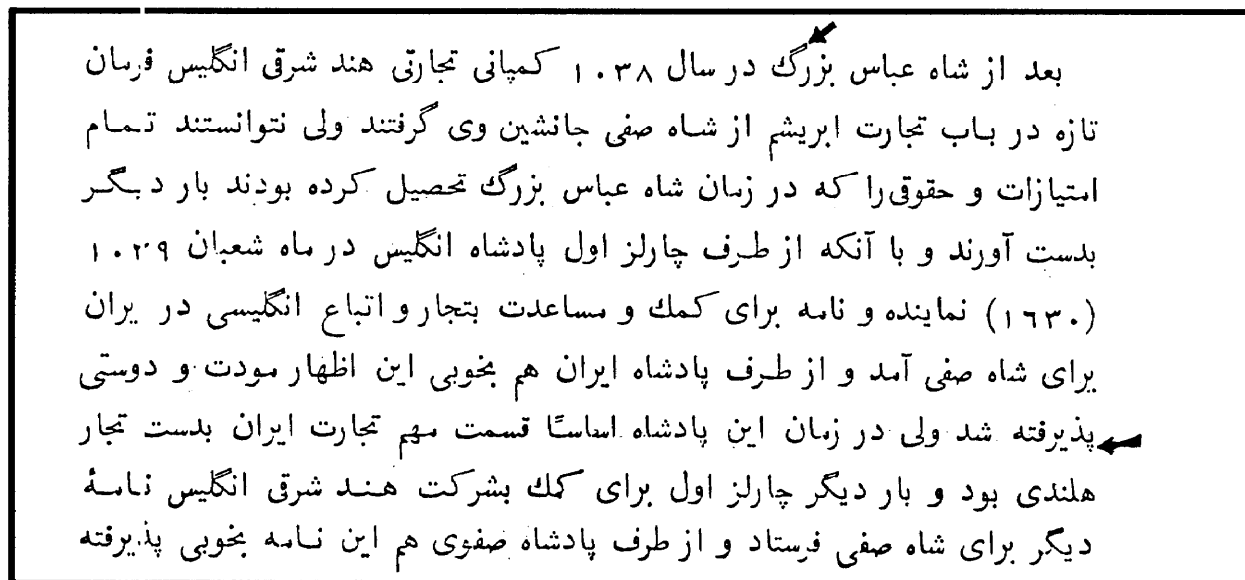 بعد از شاه عباس بزرگ در سال ۱۰۳۸ کمپانی تجارتی هند شرقی انگلیس فرمان
تازه در باب تجارت ابریشم از شاه صفی جانشین وی گرفتند ولی نتوانستند تمام
امتیازات و حقوقی را که در زمان شاه عباس بزرگ تحصیل کرده بودند بار دیگر
بدست آورند و با آنکه از طرف چارلز اول پادشاه انگلیس در ماه شعبان ۱۰۲۹
(۱٦۳۰) نماینده و نامه برای کمك و مساعدت بتجار و اتباع انگلیسی در یران
برای شاه صفی آمد و از طرف پادشاه ایران هم بخوبی این اظهار مودت و دوستی
پذیرفته شد ولی در زمان این پادشاه اساساً قسمت مهم تجارت ایران بدست تجار
هلندی بود و بار دیگر چارلز اول برای کمك بشرکت هند شرقی انگلیس نامهٔ
دیگر برای شاه صفی فرستاد و از طرف پادشاه صفوی هم این نامه بخوبی پذیرفته